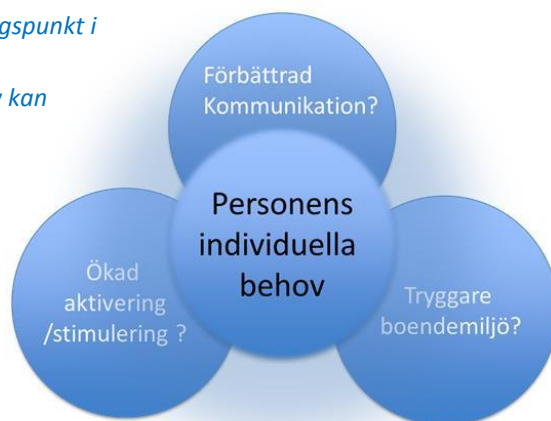 gspunkt i
kan
Förbättrad
Kommunikation?
Personens
individuella
behov
Ökad
aktivering
/stimulering ?
Tryggare
boendemiljö?